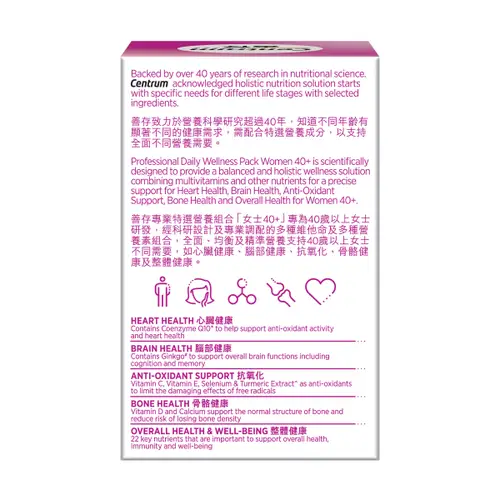 Backed by over 40 years of research in nutritional science.
Centrum acknowledged holistic nutrition solution starts
with specific needs for different life stages with selected
ingredients.
善存致力於營養科學研究超過40年，知道不同年齡有
顯著不同的健康需求，需配合特選營養成分，以支持
全面不同營養需要。
Professional Daily Wellness Pack Women 40+ is scientifically
designed to provide a balanced and holistic wellness solution
combining multivitamins and other nutrients for a precise
support for Heart Health, Brain Health, Anti-Oxidant
Support, Bone Health and Overall Health for Women 40+.
善存專業特選營養組合「女士40+」專為40歲以上女士
研發，經科研設計及專業調配的多種維他命及多種營
養素組合，全面、均衡及精準營養支持40歲以上女士
不同需要，如心臟健康、腦部健康、抗氧化、骨骼健
康及整體健康。
HEART HEALTH 心臟健康
Contains Coenzyme Q10* to help support anti-oxidant activity
and heart health
BRAIN HEALTH 腦部健康
Contains Ginkgo# to support overall brain functions including
cognition and memory
ANTI-OXIDANT SUPPORT 抗氧化
Vitamin C, Vitamin E, Selenium & Turmeric Extract~ as anti-oxidants
to limit the damaging effects of free radicals
BONE HEALTH 骨骼健康
Vitamin D and Calcium support the normal structure of bone and
reduce risk of losing bone density
OVERALL HEALTH & WELL-BEING 整體健康
22 key nutrients that are important to support overall health,
immunity and well-being